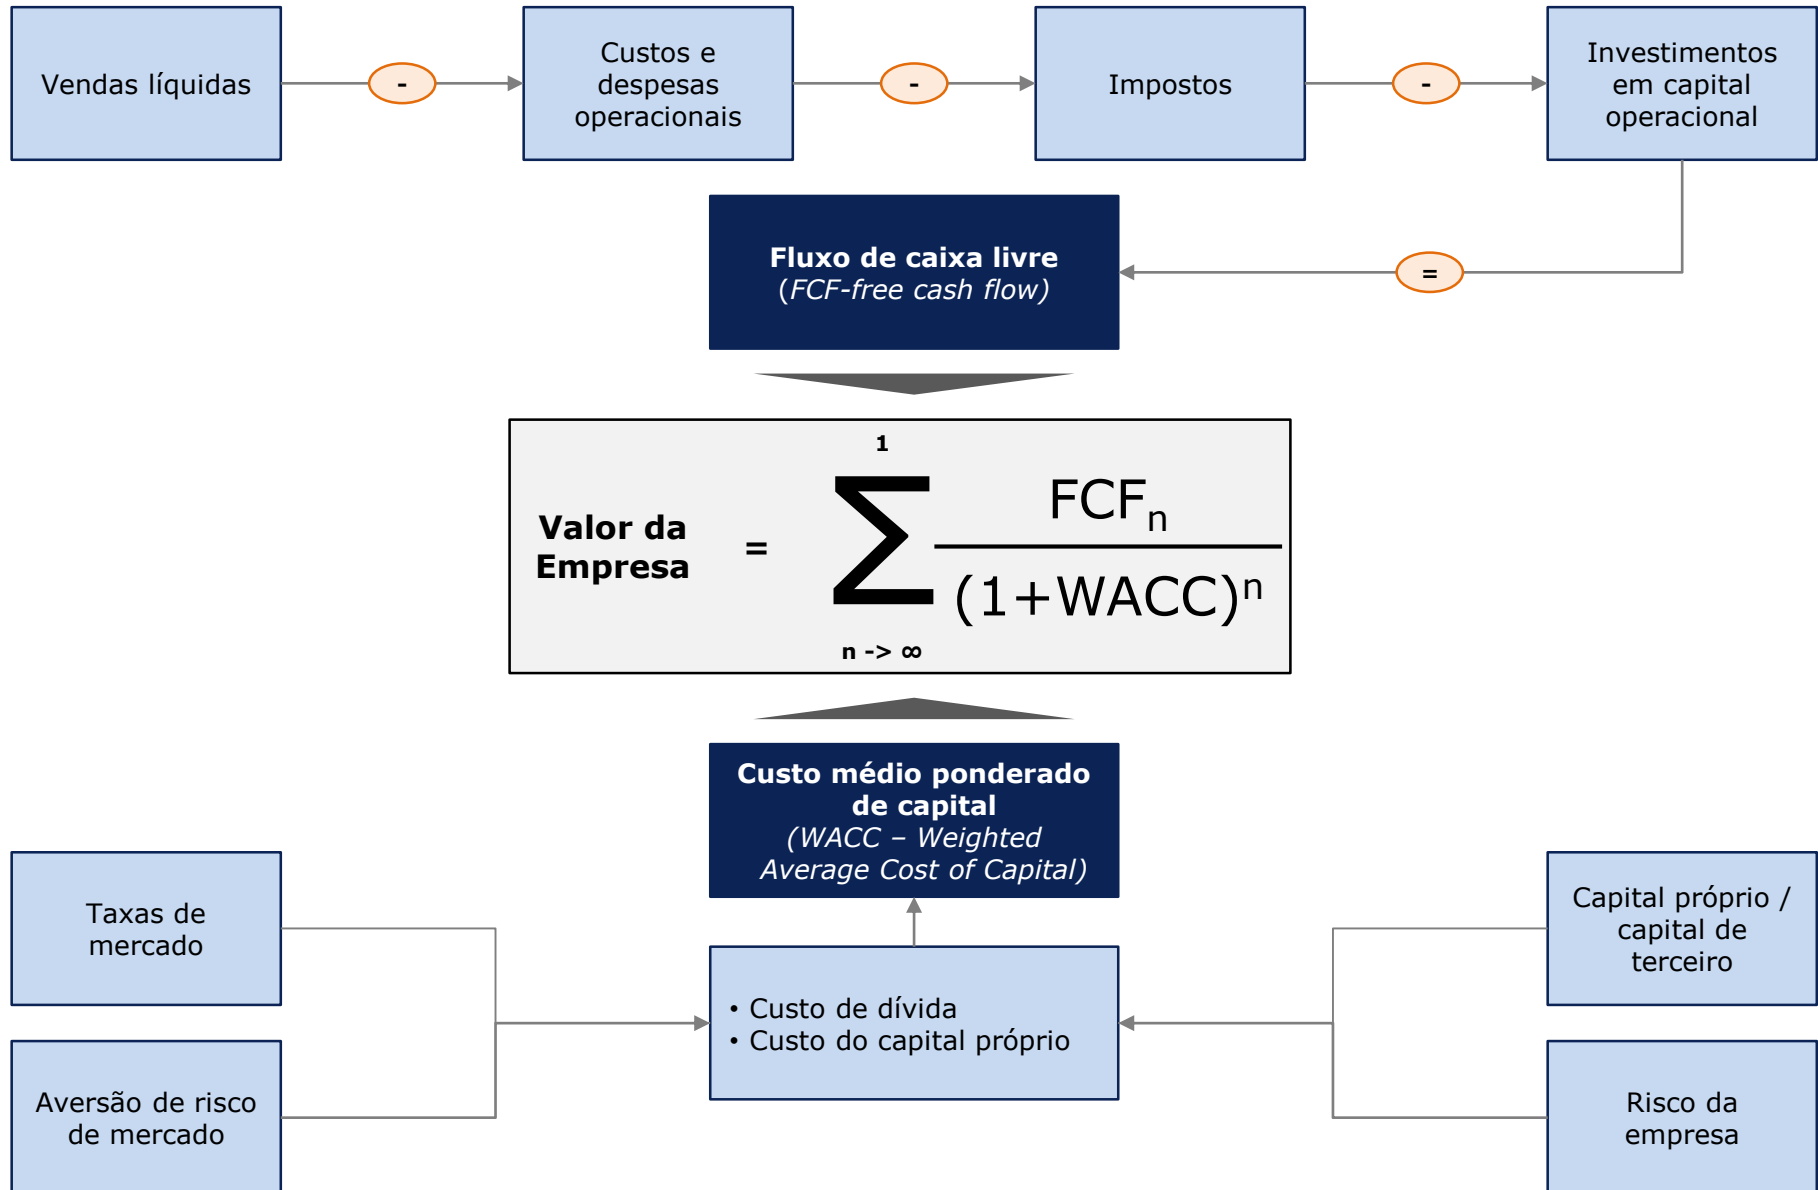 Vendas líquidas
-
Custos e
despesas
operacionais
-
Impostos
-
Investimentos
em capital
operacional
Fluxo de caixa livre
(FCF-free cash flow)
=
Valor da
Empresa
=
1
∑
n -> ∞
FCFn
(1+WACC)n
Custo médio ponderado
de capital
(WACC – Weighted
Average Cost of Capital)
Taxas de
mercado
Aversão de risco
de mercado
• Custo de dívida
• Custo do capital próprio
Capital próprio /
capital de
terceiro
Risco da
empresa